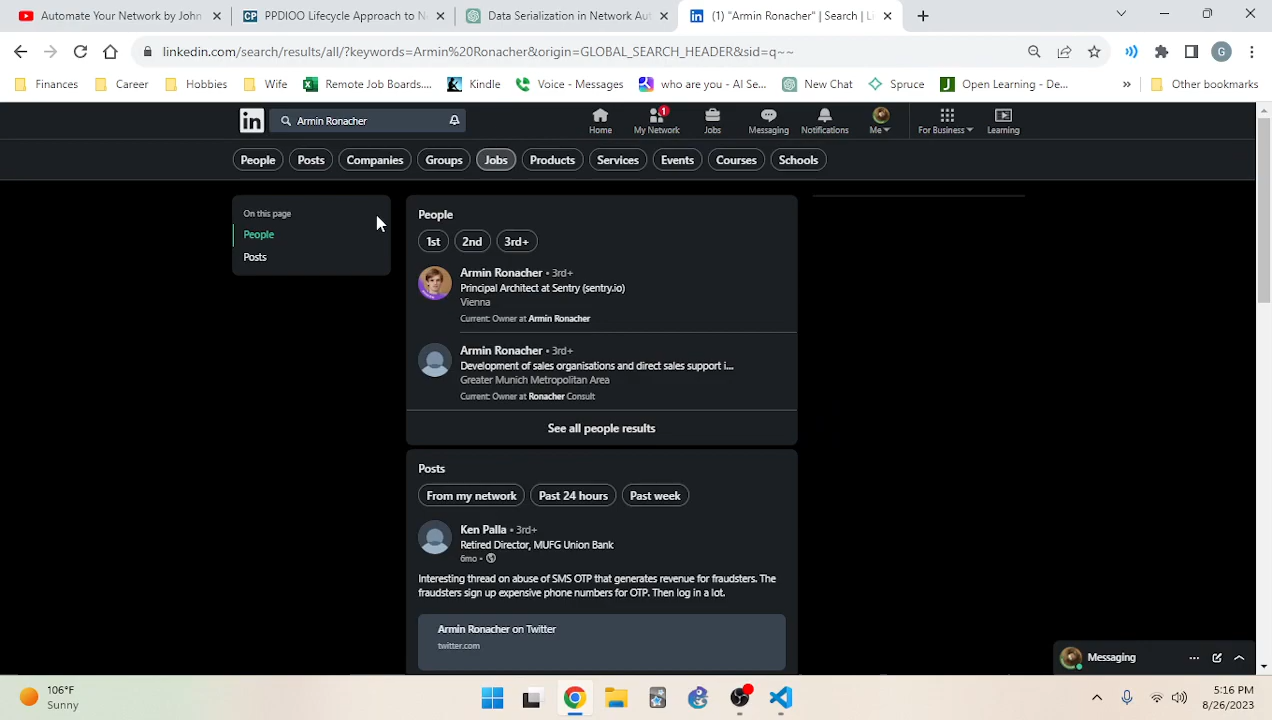 Automate Your Network by John
PPDIOO Lifecycle Approach to N
Data Serialization in Network Aut
(1) "Armin Ronacher" | Search | Li
linkedin.com/search/results/all/?keywords=Armin%20Ronacher&origin=GLOBAL_SEARCH_HEADER&sid=q~~
G
Finances
Career
Hobbies
Wife
Remote Job Boards....
Kindle
Voice - Messages
who are you - AI Se...
New Chat
Spruce
Open Learning - De...
»
Other bookmarks
in
Armin Ronacher
Home
1
My Network
Jobs
Messaging
Notifications
Me
For Business
Learning
People
Posts
Companies
Groups
Jobs
Products
Services
Events
Courses
Schools
On this page
People
Posts
People
1st
2nd
3rd+
Armin Ronacher • 3rd+
Principal Architect at Sentry (sentry.io)
Vienna
Current: Owner at Armin Ronacher
Armin Ronacher • 3rd+
Development of sales organisations and direct sales support i...
Greater Munich Metropolitan Area
Current: Owner at Ronacher Consult
See all people results
Posts
From my network
Past 24 hours
Past week
Ken Palla • 3rd+
Retired Director, MUFG Union Bank
6mo •
Interesting thread on abuse of SMS OTP that generates revenue for fraudsters. The
fraudsters sign up expensive phone numbers for OTP. Then log in a lot.
Armin Ronacher on Twitter
twitter.com
Messaging
106°F
Sunny
5:16 PM
8/26/2023